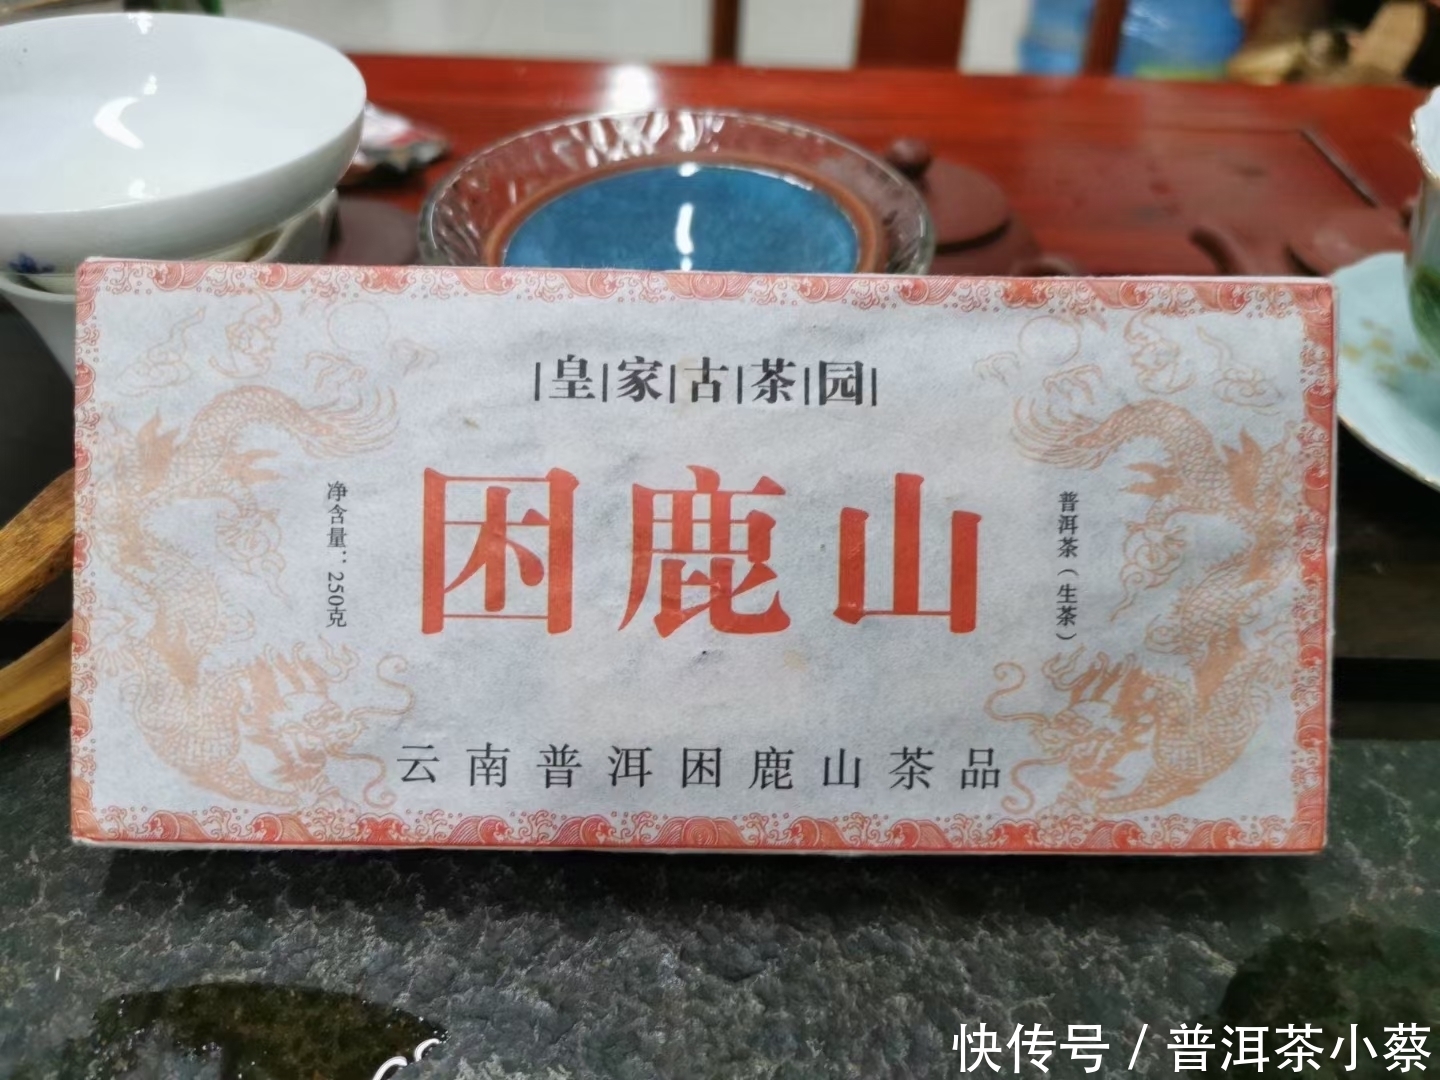 |皇|家|古|茶|园|
净含量：250克
困鹿山
普洱茶（生茶）
云南普洱困鹿山茶品
快传号 / 普洱茶小蔡